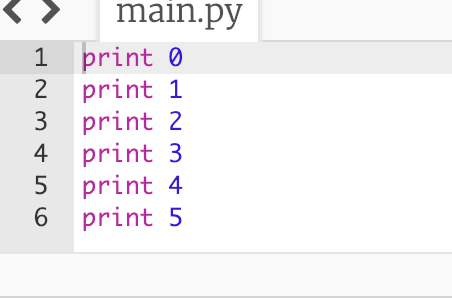 main.py
1 print 0
2 print 1
3 print 2
4 print 3
5 print 4
6 print 5